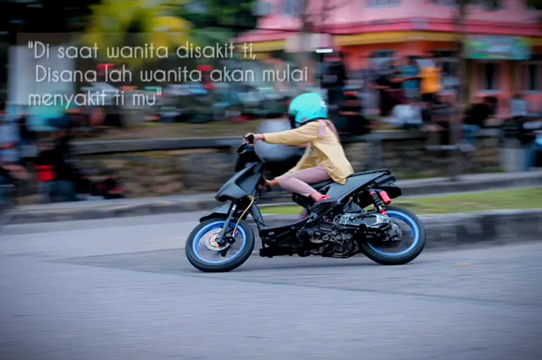 "Di saat wanita disakit ti,
Disana lah wanita akan mulai
menyakit ti mu"